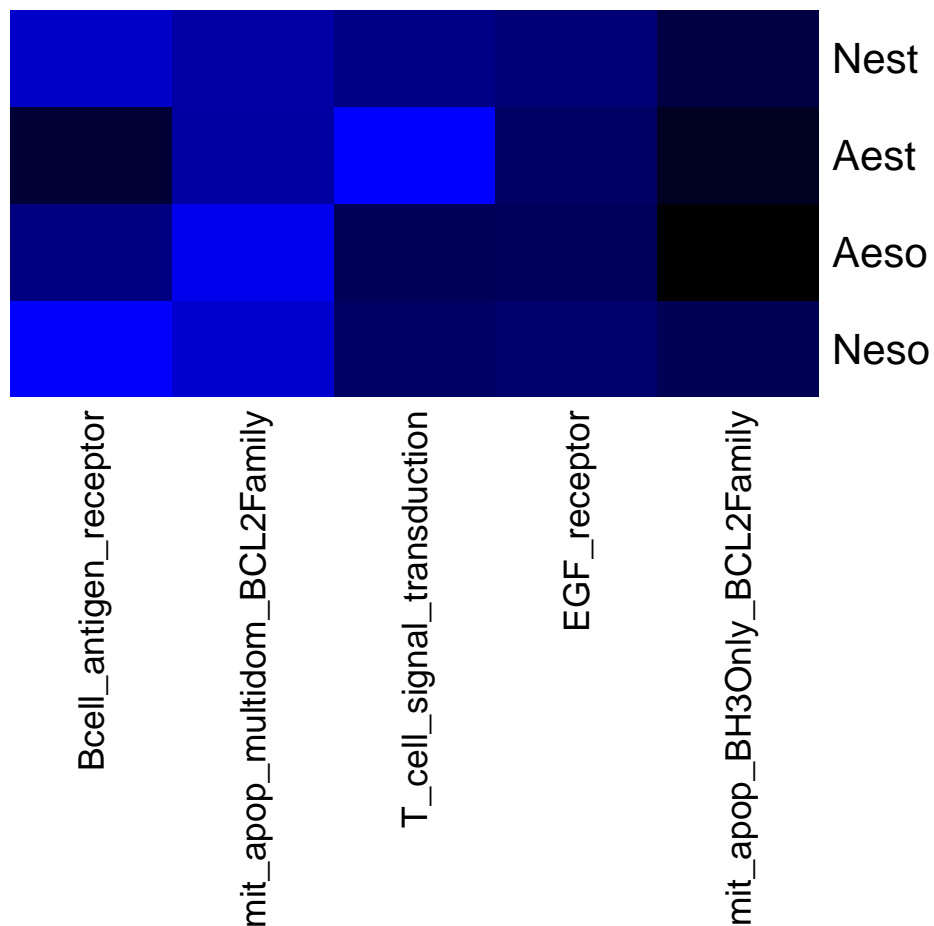 Nest
Aest
Aeso
Neso
Bcell_antigen_receptor
mit_apop_multidom_BCL2Family
T_cell_signal_transduction
EGF_receptor
mit_apop_BH3Only_BCL2Family